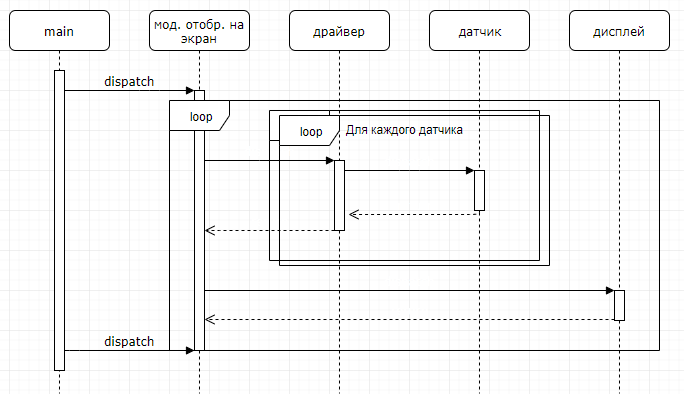 main
мод. отобр. на
экран
драйвер
датчик
дисплей
dispatch
loop
loop
Для каждого датчика
dispatch